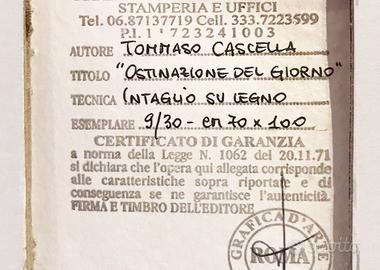 STAMPERIA E UFFICI
Tel. 06.87137719 Cell. 333.7223599
P.I. 11723241003
AUTORE TOMMASO CASCELLA
TITOLO "OSTINAZIONE DEL GIORNO"
TECNICA INTAGLIO SU LEGNO
ESEMPLARE 9/30 - cm 70 x 100
CERTIFICATO DI GARANZIA
a norma della Legge N. 1062 del 20.11.71
si dichiara che l'opera qui allegata corrisponde
alle caratteristiche sopra riportate e di
conseguenza se ne garantisce l'autenticità.
FIRMA E TIMBRO DELL'EDITORE
GRAFICA D'ARTE
ROMA
subito